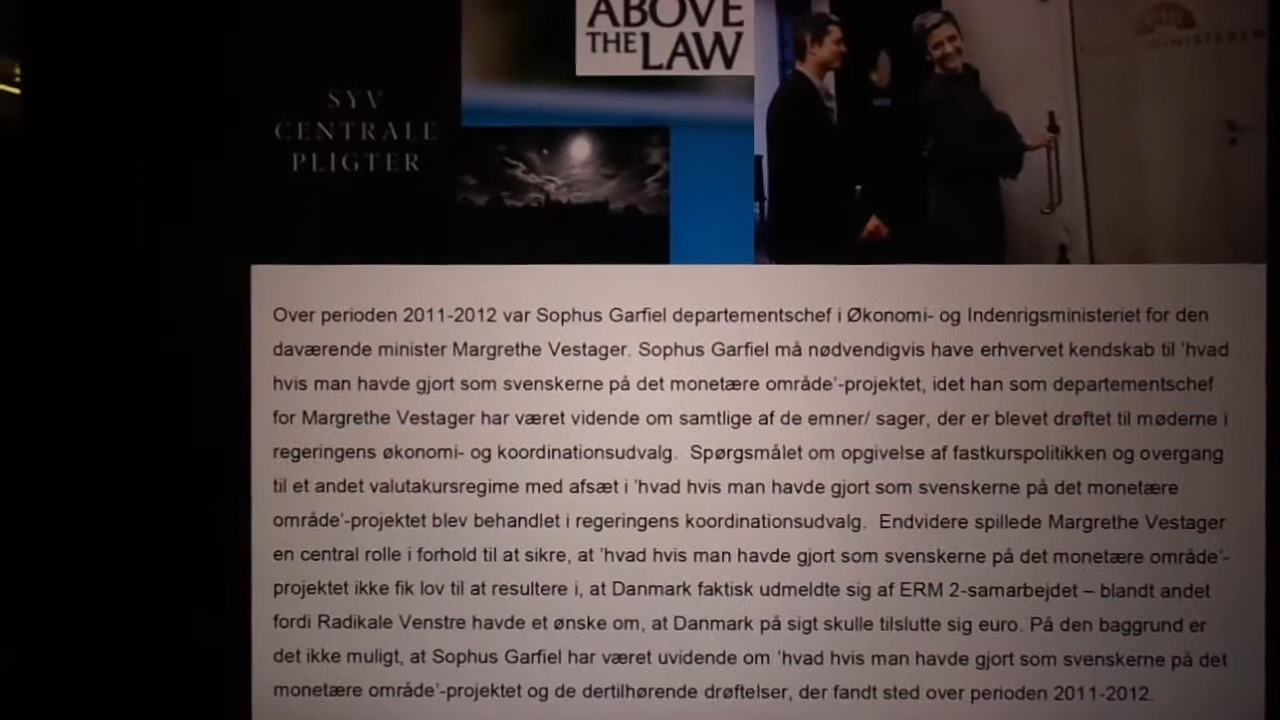 ABOVE
THE LAW
SYV
CENTRALE
PLIGTER
Over perioden 2011-2012 var Sophus Garfiel departementschef i Økonomi- og Indenrigsministeriet for den
daværende minister Margrethe Vestager. Sophus Garfiel må nødvendigvis have erhvervet kendskab til 'hvad
hvis man havde gjort som svenskerne på det monetære område'-projektet, idet han som departementschef
for Margrethe Vestager har været vidende om samtlige af de emner/ sager, der er blevet drøftet til møderne i
regeringens økonomi- og koordinationsudvalg. Spørgsmålet om opgivelse af fastkurspolitikken og overgang
til et andet valutakursregime med afsæt i 'hvad hvis man havde gjort som svenskerne på det monetære
område'-projektet blev behandlet i regeringens koordinationsudvalg. Endvidere spillede Margrethe Vestager
en central rolle i forhold til at sikre, at 'hvad hvis man havde gjort som svenskerne på det monetære område'-
projektet ikke fik lov til at resultere i, at Danmark faktisk udmeldte sig af ERM 2-samarbejdet – blandt andet
fordi Radikale Venstre havde et ønske om, at Danmark på sigt skulle tilslutte sig euro. På den baggrund er
det ikke muligt, at Sophus Garfiel har været uvidende om 'hvad hvis man havde gjort som svenskerne på det
monetære område'-projektet og de dertilhørende drøftelser, der fandt sted over perioden 2011-2012.